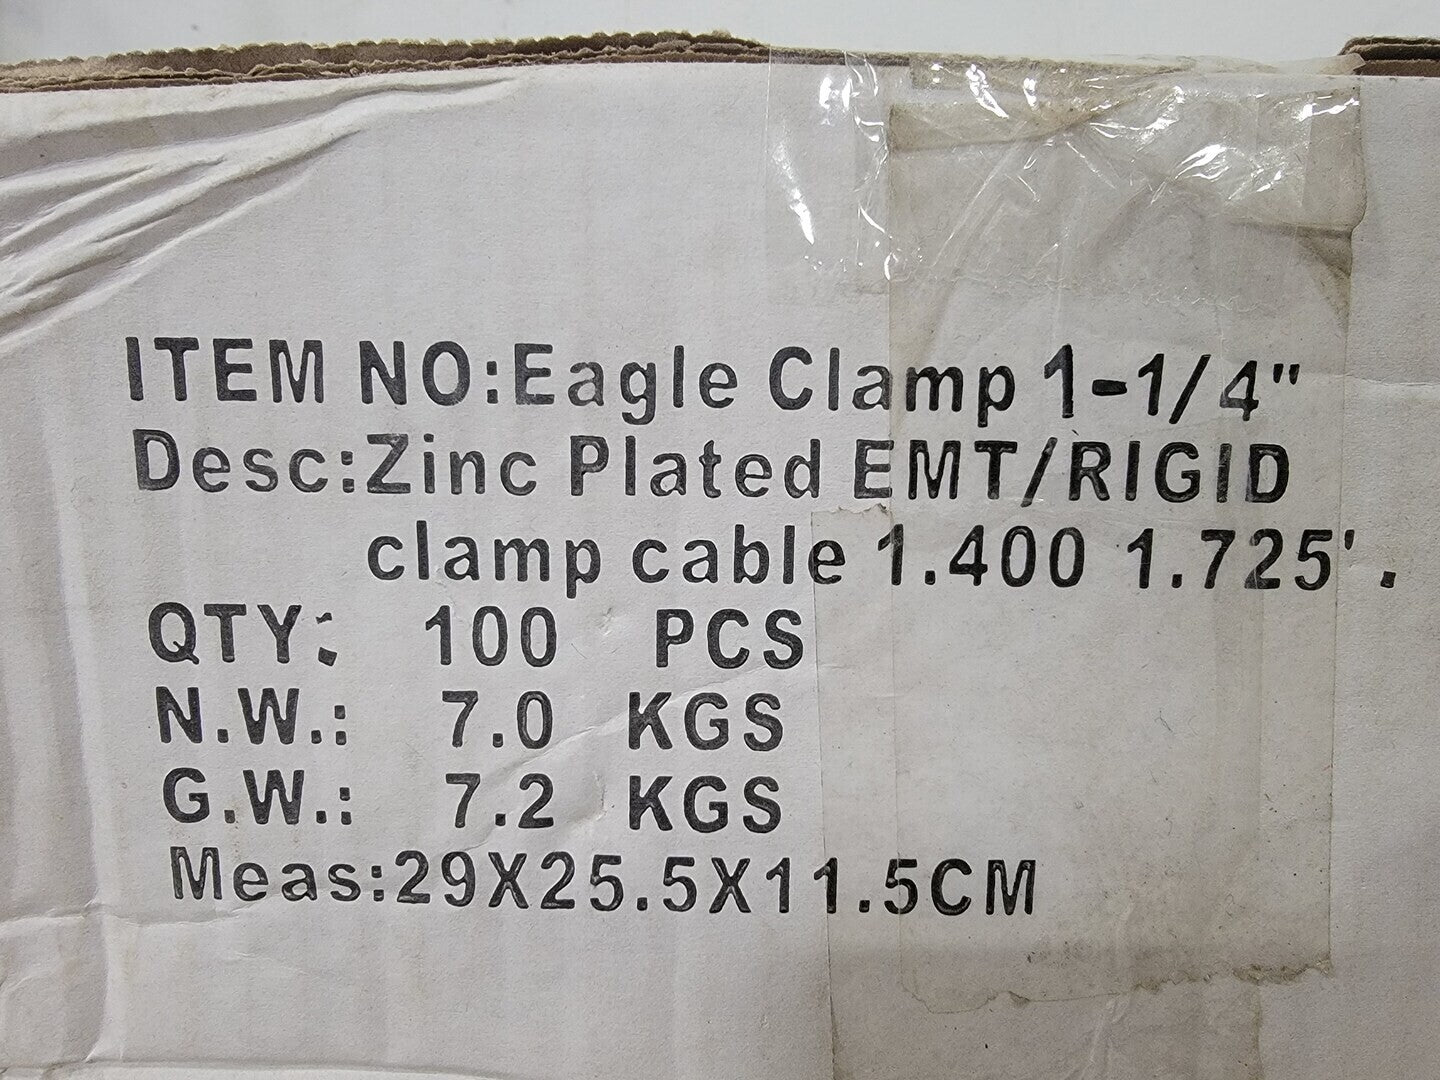 ITEM NO:Eagle Clamp 1-1/4"
Desc:Zinc Plated EMT/RIGID
clamp cable 1.400 1.725'.
QTY: 100 PCS
N.W.: 7.0 KGS
G.W.: 7.2 KGS
Meas:29X25.5X11.5CM